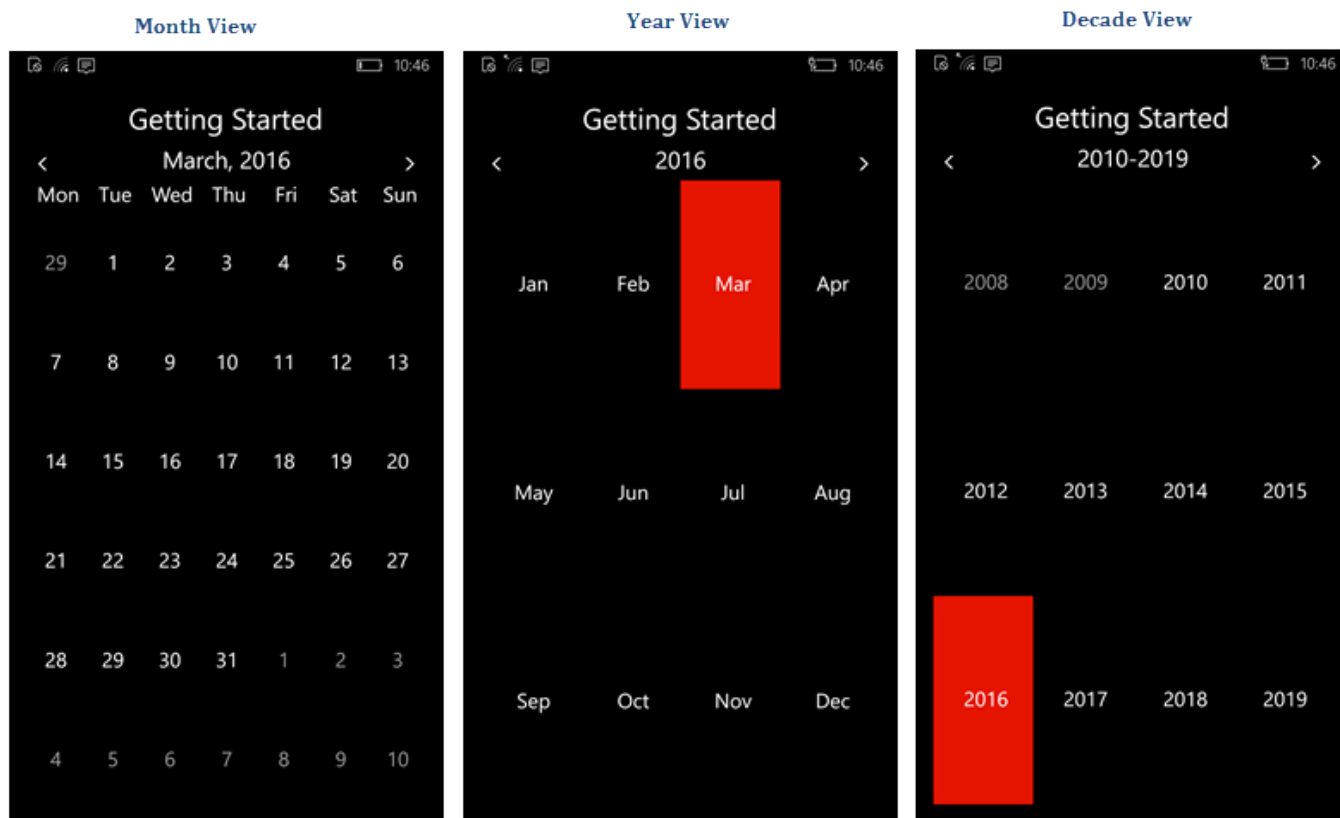 Month View
10:46
Getting Started
< March, 2016 >
Mon Tue Wed Thu Fri Sat Sun
29 1 2 3 4 5 6
7 8 9 10 11 12 13
14 15 16 17 18 19 20
21 22 23 24 25 26 27
28 29 30 31 1 2 3
4 5 6 7 8 9 10
Year View
10:46
Getting Started
< 2016 >
Jan Feb Mar Apr
May Jun Jul Aug
Sep Oct Nov Dec
Decade View
10:46
Getting Started
< 2010-2019 >
2008 2009 2010 2011
2012 2013 2014 2015
2016 2017 2018 2019